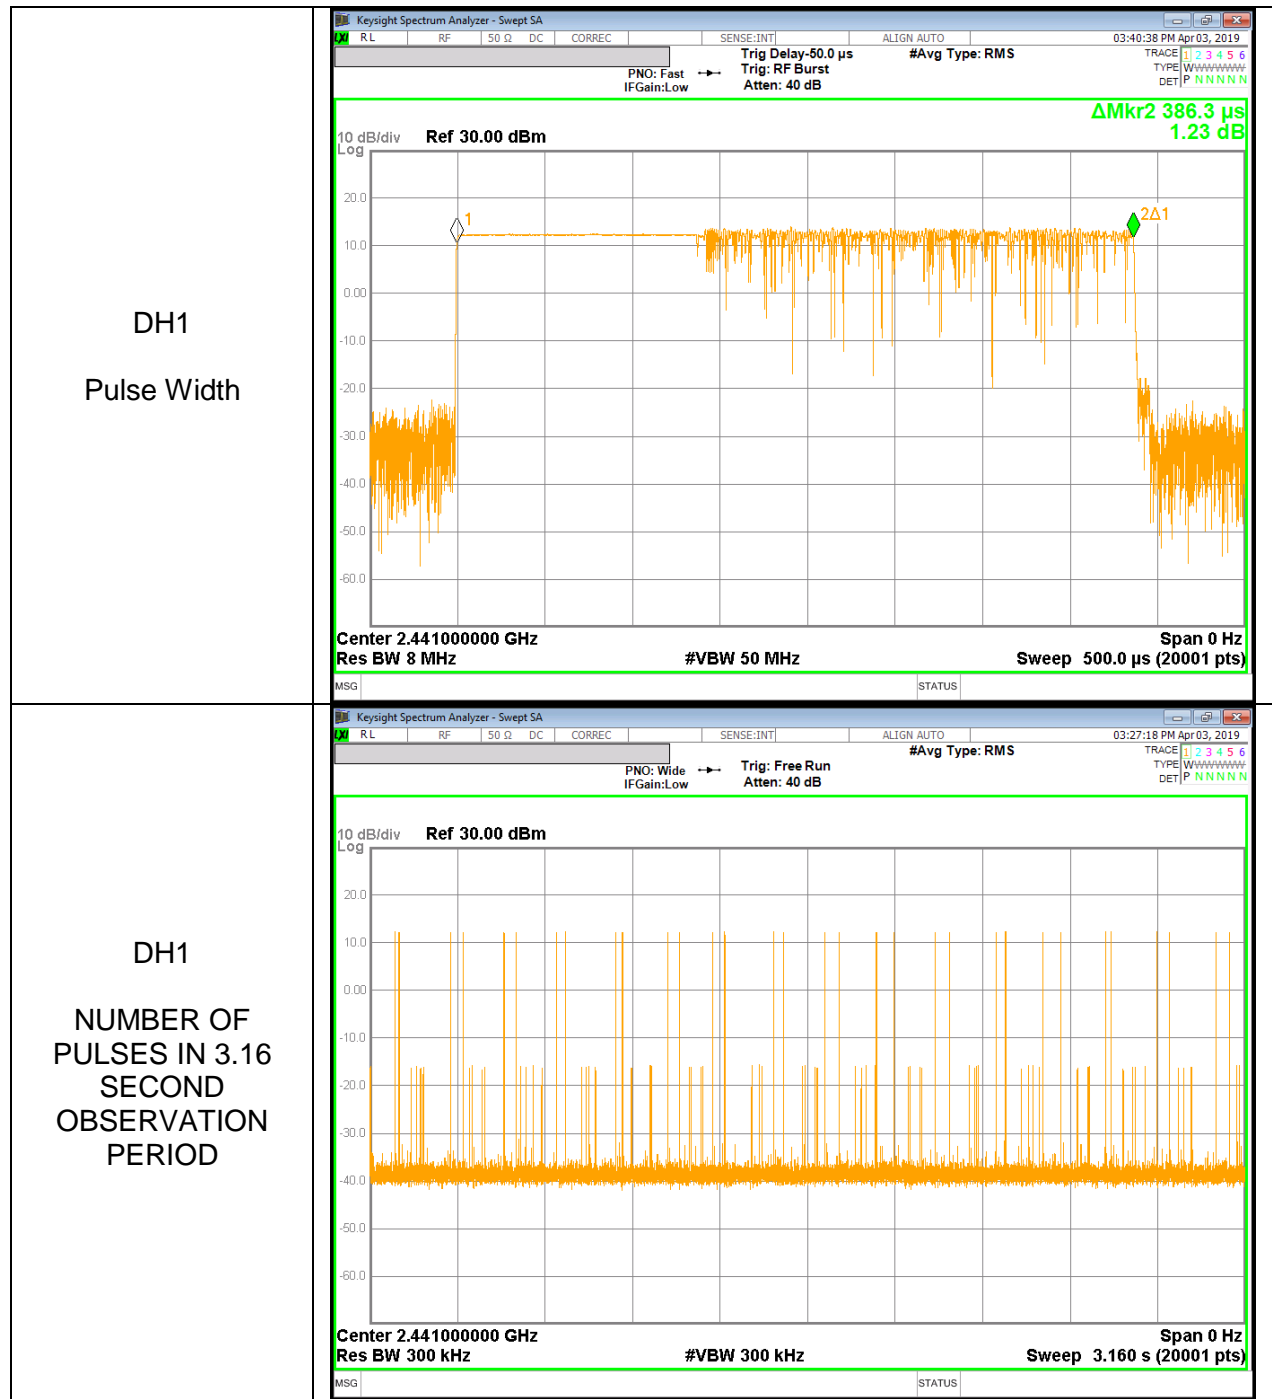 DH1
Pulse Width
Keysight Spectrum Analyzer - Swept SA
LXI RL RF 50 Ω DC CORREC SENSE:INT ALIGN AUTO 03:40:38 PM Apr 03, 2019
PNO: Fast
IFGain:Low
Trig Delay-50.0 µs
Trig: RF Burst
Atten: 40 dB
#Avg Type: RMS
TRACE 1 2 3 4 5 6
TYPE WWWWWWW
DET P N N N N N
ΔMkr2 386.3 µs
1.23 dB
10 dB/div Ref 30.00 dBm
Log
20.0
1
2Δ1
10.0
0.00
-10.0
-20.0
-30.0
-40.0
-50.0
-60.0
Center 2.441000000 GHz Span 0 Hz
Res BW 8 MHz #VBW 50 MHz Sweep 500.0 µs (20001 pts)
MSG STATUS
DH1
NUMBER OF
PULSES IN 3.16
SECOND
OBSERVATION
PERIOD
Keysight Spectrum Analyzer - Swept SA
LXI RL RF 50 Ω DC CORREC SENSE:INT ALIGN AUTO 03:27:18 PM Apr 03, 2019
PNO: Wide
IFGain:Low
Trig: Free Run
Atten: 40 dB
#Avg Type: RMS
TRACE 1 2 3 4 5 6
TYPE WWWWWWW
DET P N N N N N
10 dB/div Ref 30.00 dBm
Log
20.0
10.0
0.00
-10.0
-20.0
-30.0
-40.0
-50.0
-60.0
Center 2.441000000 GHz Span 0 Hz
Res BW 300 kHz #VBW 300 kHz Sweep 3.160 s (20001 pts)
MSG STATUS